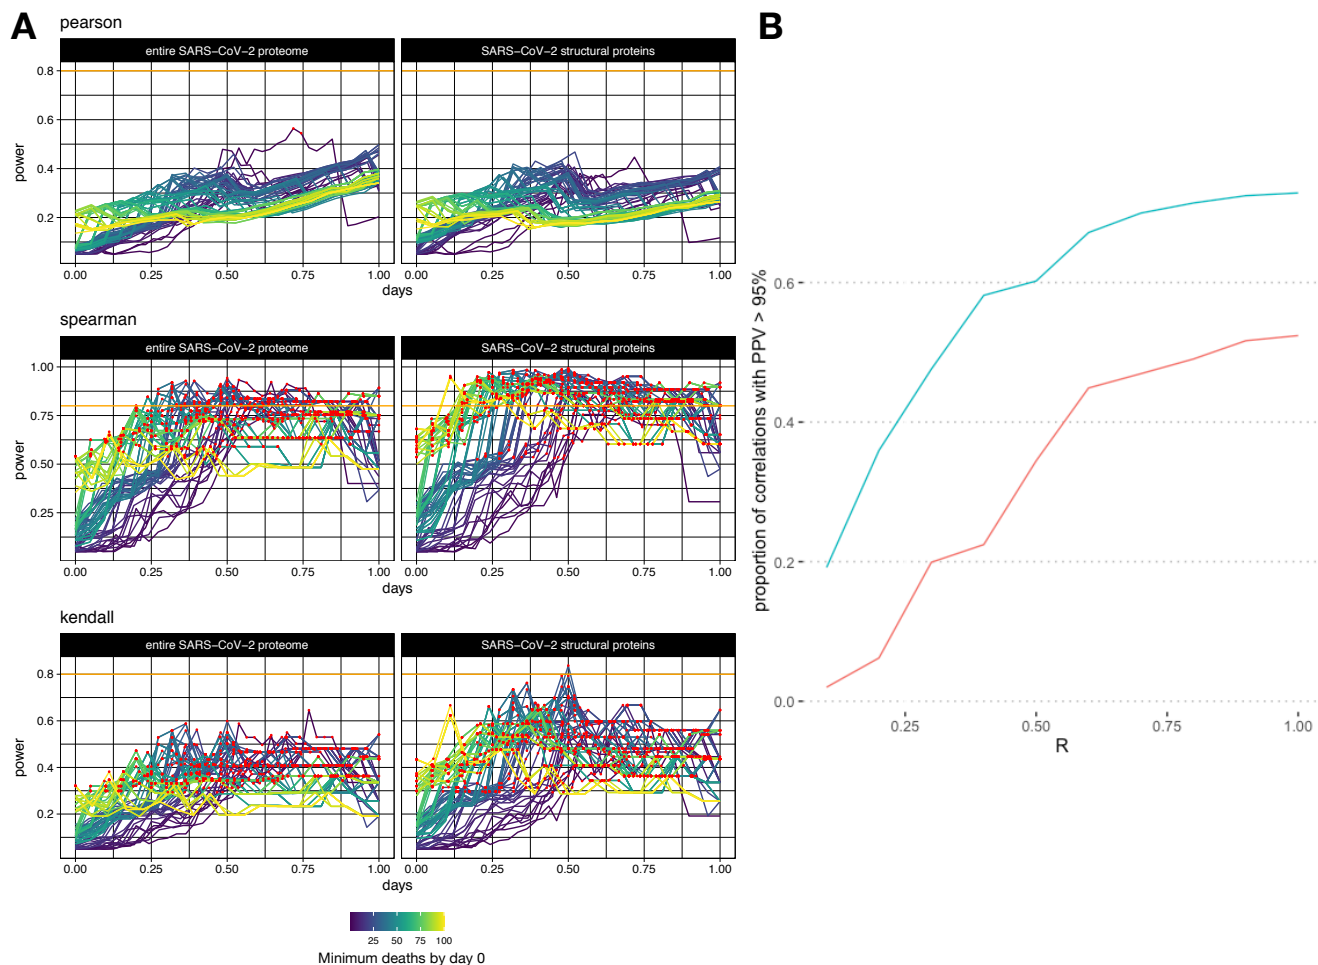 A
pearson
entire SARS−CoV−2 proteome
SARS−CoV−2 structural proteins
0.8
0.6
0.4
0.2
power
0.00 0.25 0.50 0.75 1.00
0.00 0.25 0.50 0.75 1.00
days
spearman
entire SARS−CoV−2 proteome
SARS−CoV−2 structural proteins
1.00
0.75
0.50
0.25
power
0.00 0.25 0.50 0.75 1.00
0.00 0.25 0.50 0.75 1.00
days
kendall
entire SARS−CoV−2 proteome
SARS−CoV−2 structural proteins
0.8
0.6
0.4
0.2
power
0.00 0.25 0.50 0.75 1.00
0.00 0.25 0.50 0.75 1.00
days
25 50 75 100
Minimum deaths by day 0
B
proportion of correlations with PPV > 95%
0.6
0.4
0.2
0.0
0.25 0.50 0.75 1.00
R